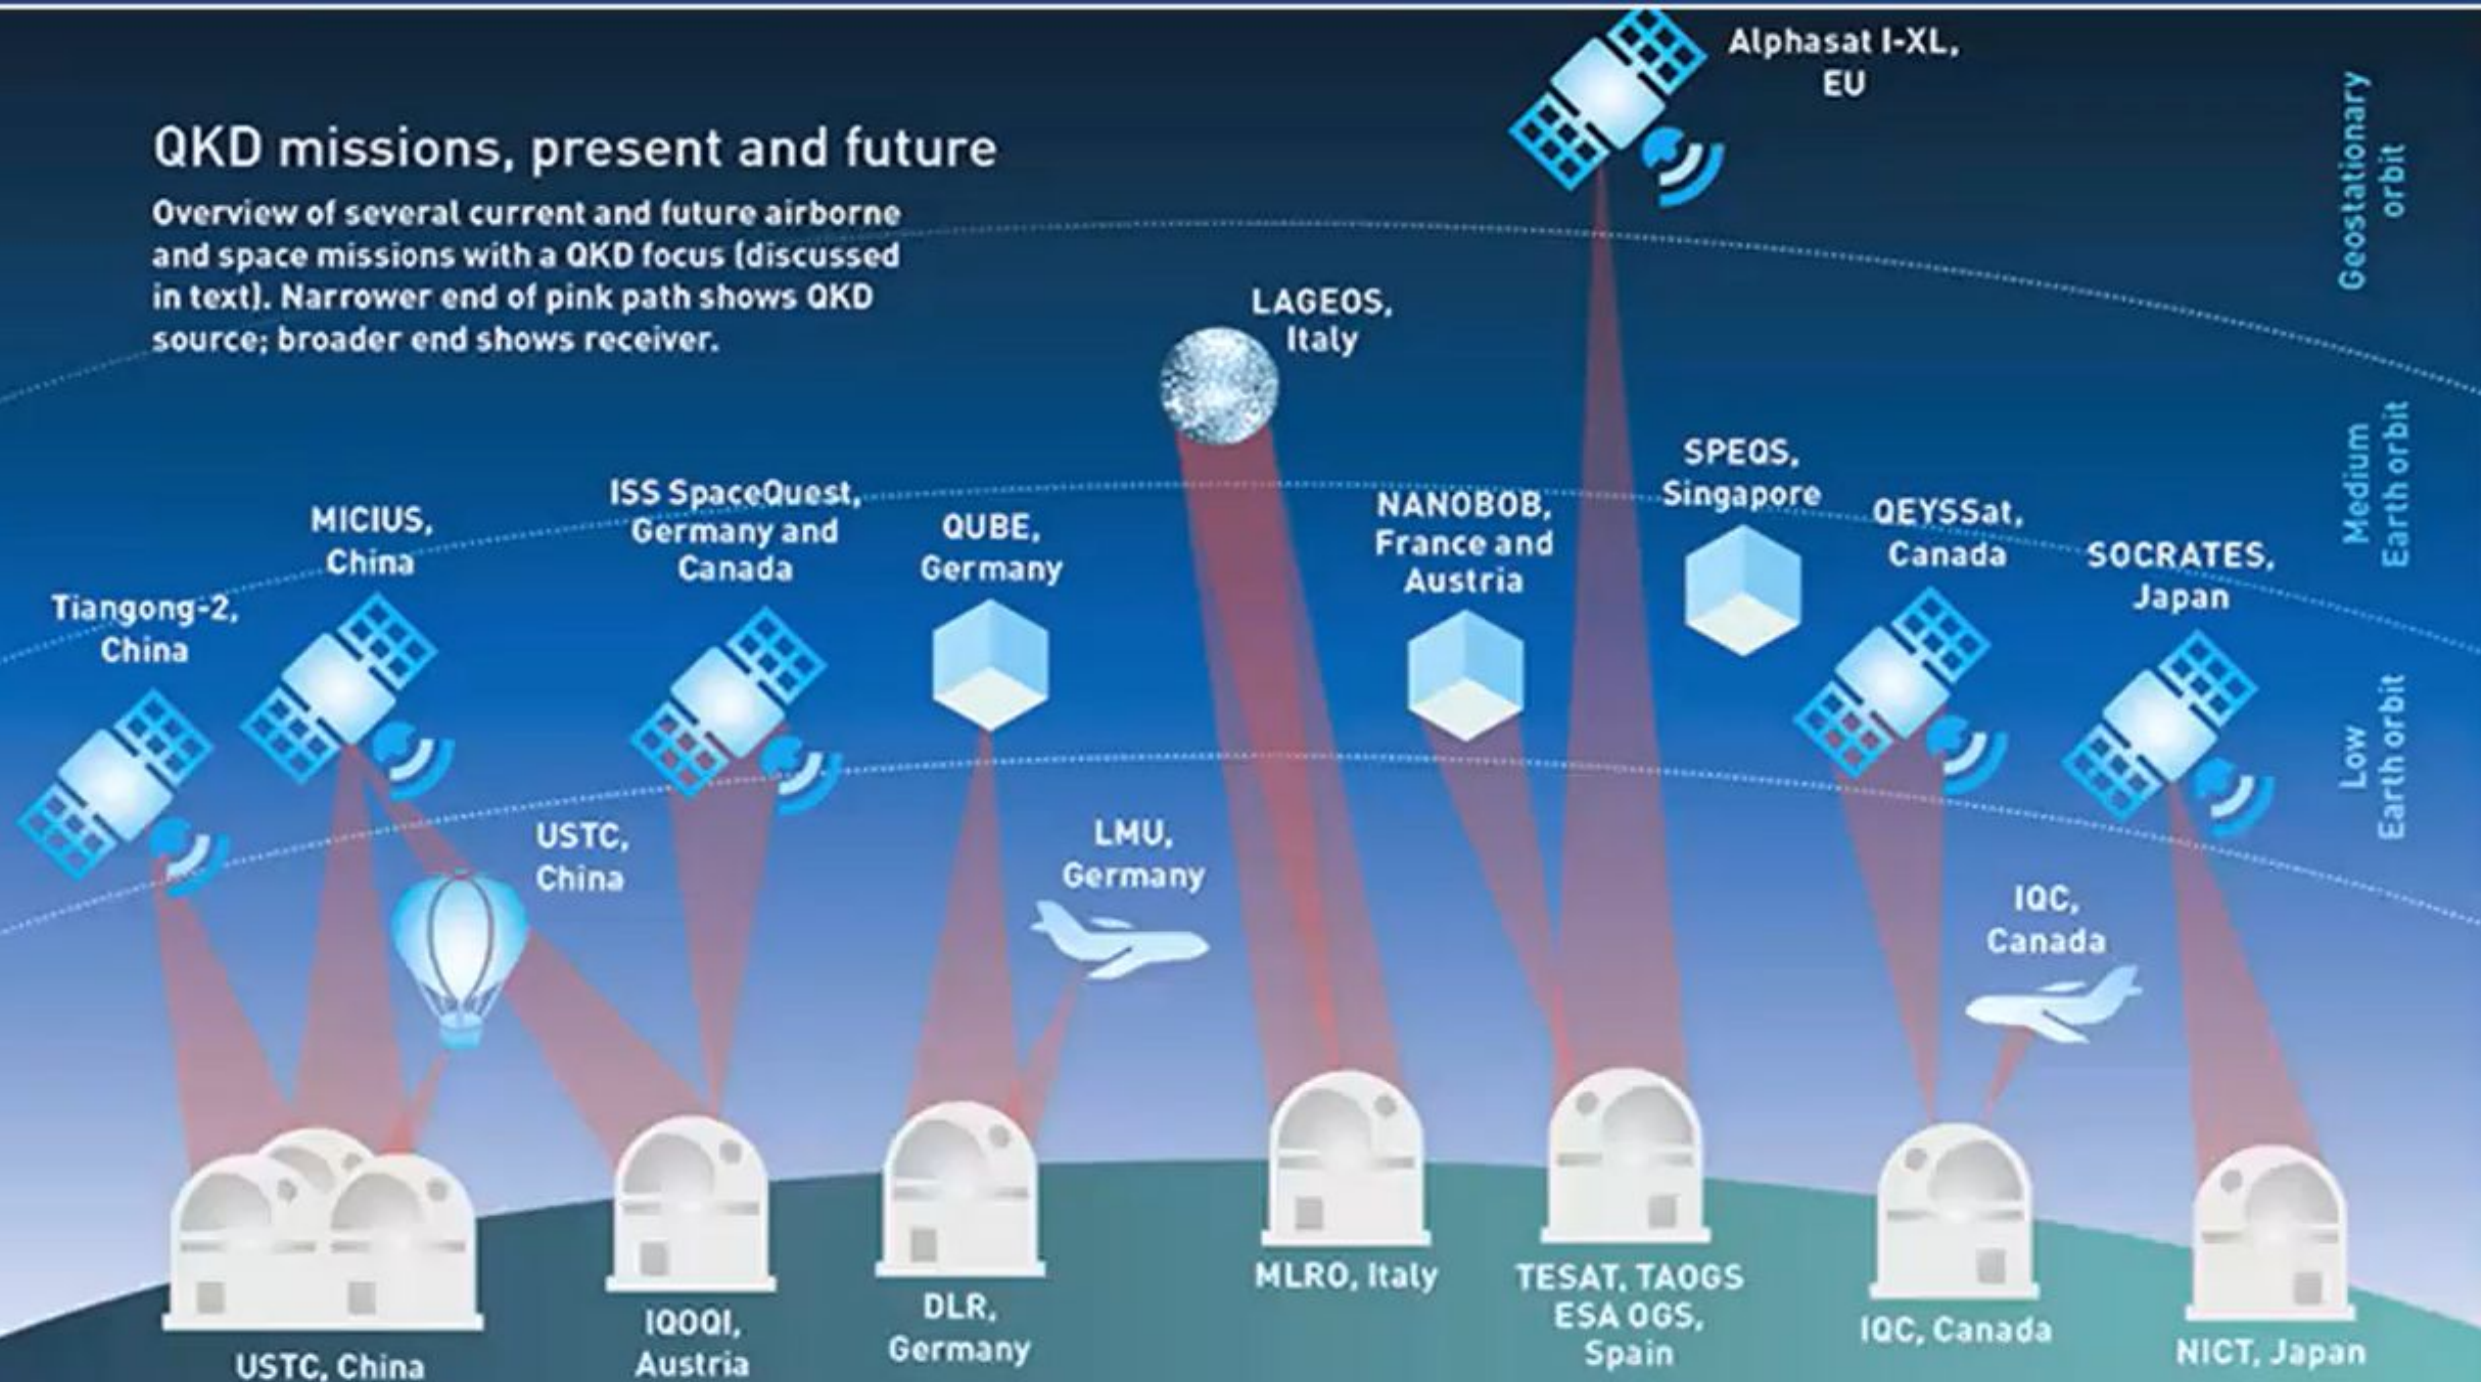 QKD missions, present and future
Overview of several current and future airborne
and space missions with a QKD focus (discussed
in text). Narrower end of pink path shows QKD
source; broader end shows receiver.
Alphasat I-XL,
EU
Geostationary
orbit
LAGEOS,
Italy
Medium
Earth orbit
Tiangong-2,
China
MICIUS,
China
ISS SpaceQuest,
Germany and
Canada
QUBE,
Germany
NANOBOB,
France and
Austria
SPEQS,
Singapore
QEYSSat,
Canada
SOCRATES,
Japan
Low
Earth orbit
USTC,
China
LMU,
Germany
IQC,
Canada
USTC, China
IQOQI,
Austria
DLR,
Germany
MLRO, Italy
TESAT, TAOGS
ESA OGS,
Spain
IQC, Canada
NICT, Japan